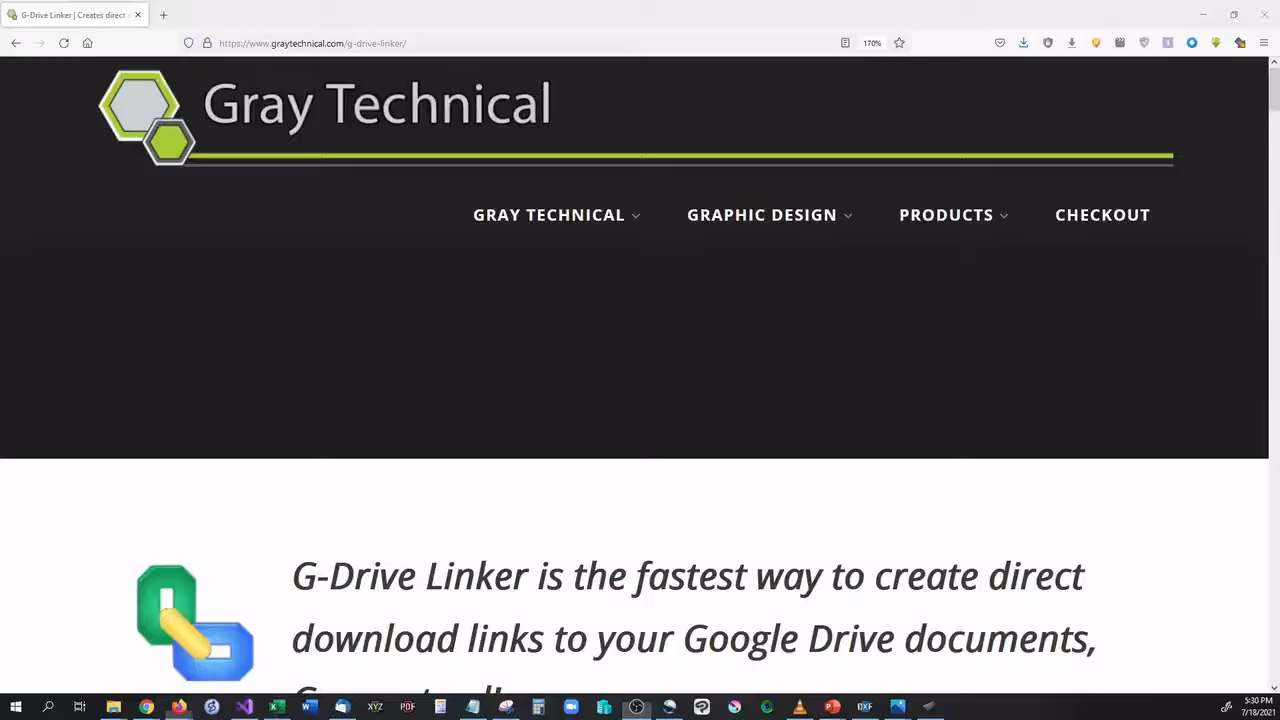 G-Drive Linker | Creates direct
https://www.graytechnical.com/g-drive-linker/
170%
Gray Technical
GRAY TECHNICAL
GRAPHIC DESIGN
PRODUCTS
CHECKOUT
G-Drive Linker is the fastest way to create direct
download links to your Google Drive documents,
XYZ
PDF
DXF
5:30 PM
7/18/2021